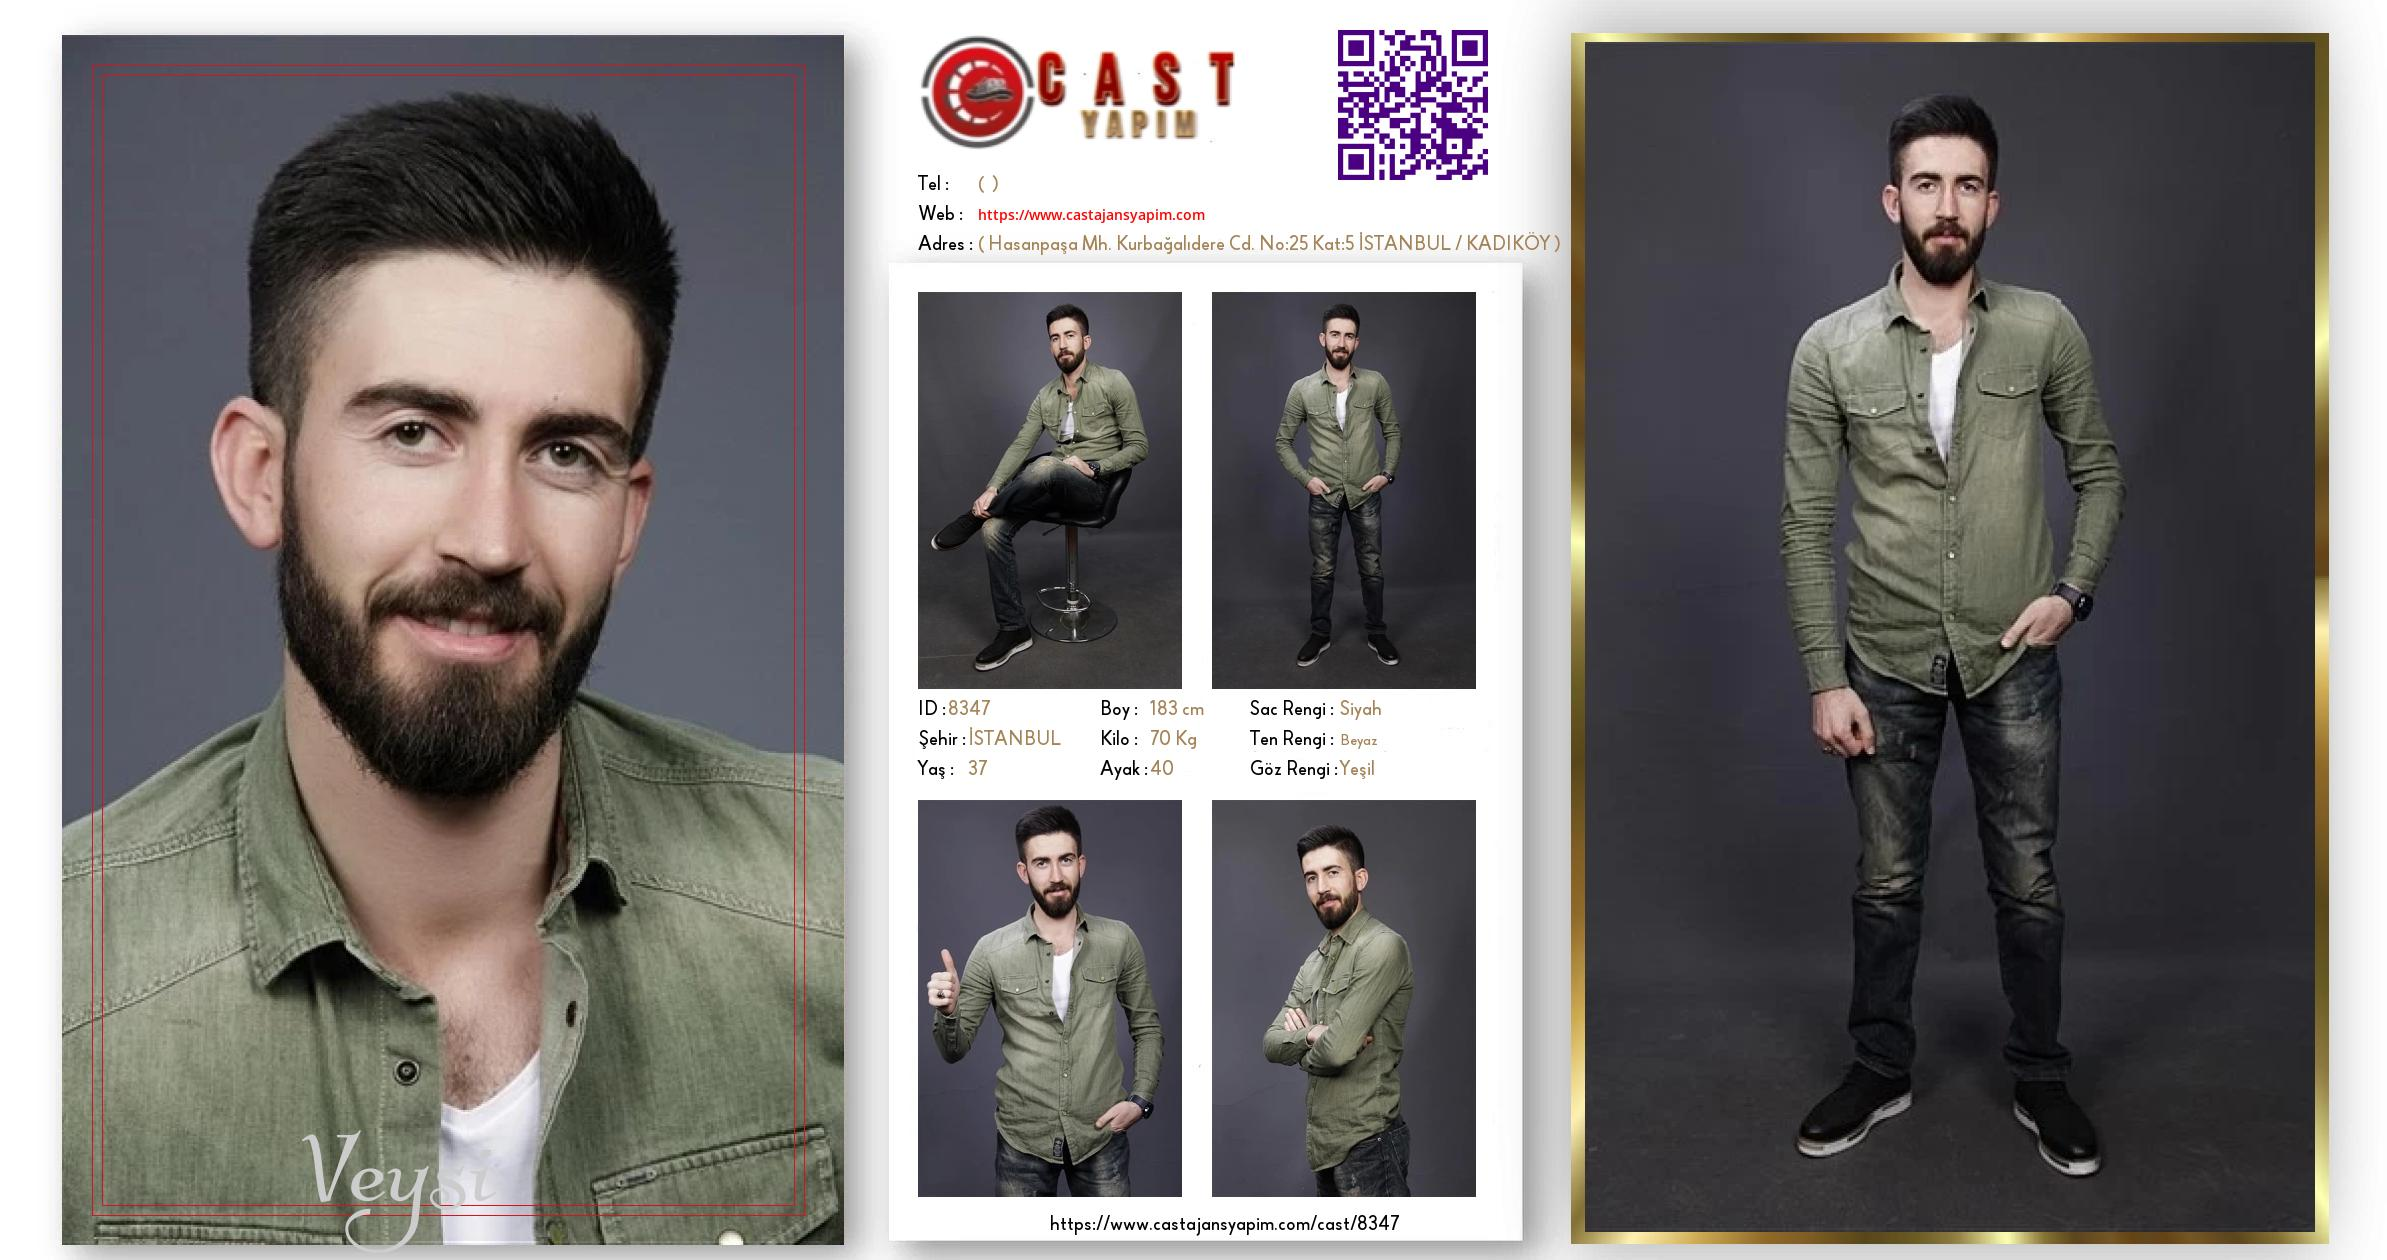 Veysi
CAST
YAPIM
Tel : ( )
Web : https://www.castajansyapim.com
Adres : ( Hasanpaşa Mh. Kurbağalıdere Cd. No:25 Kat:5 İSTANBUL / KADIKÖY )
ID : 8347 Boy : 183 cm Sac Rengi : Siyah
Şehir : İSTANBUL Kilo : 70 Kg Ten Rengi : Beyaz
Yaş : 37 Ayak : 40 Göz Rengi : Yeşil
https://www.castajansyapim.com/cast/8347